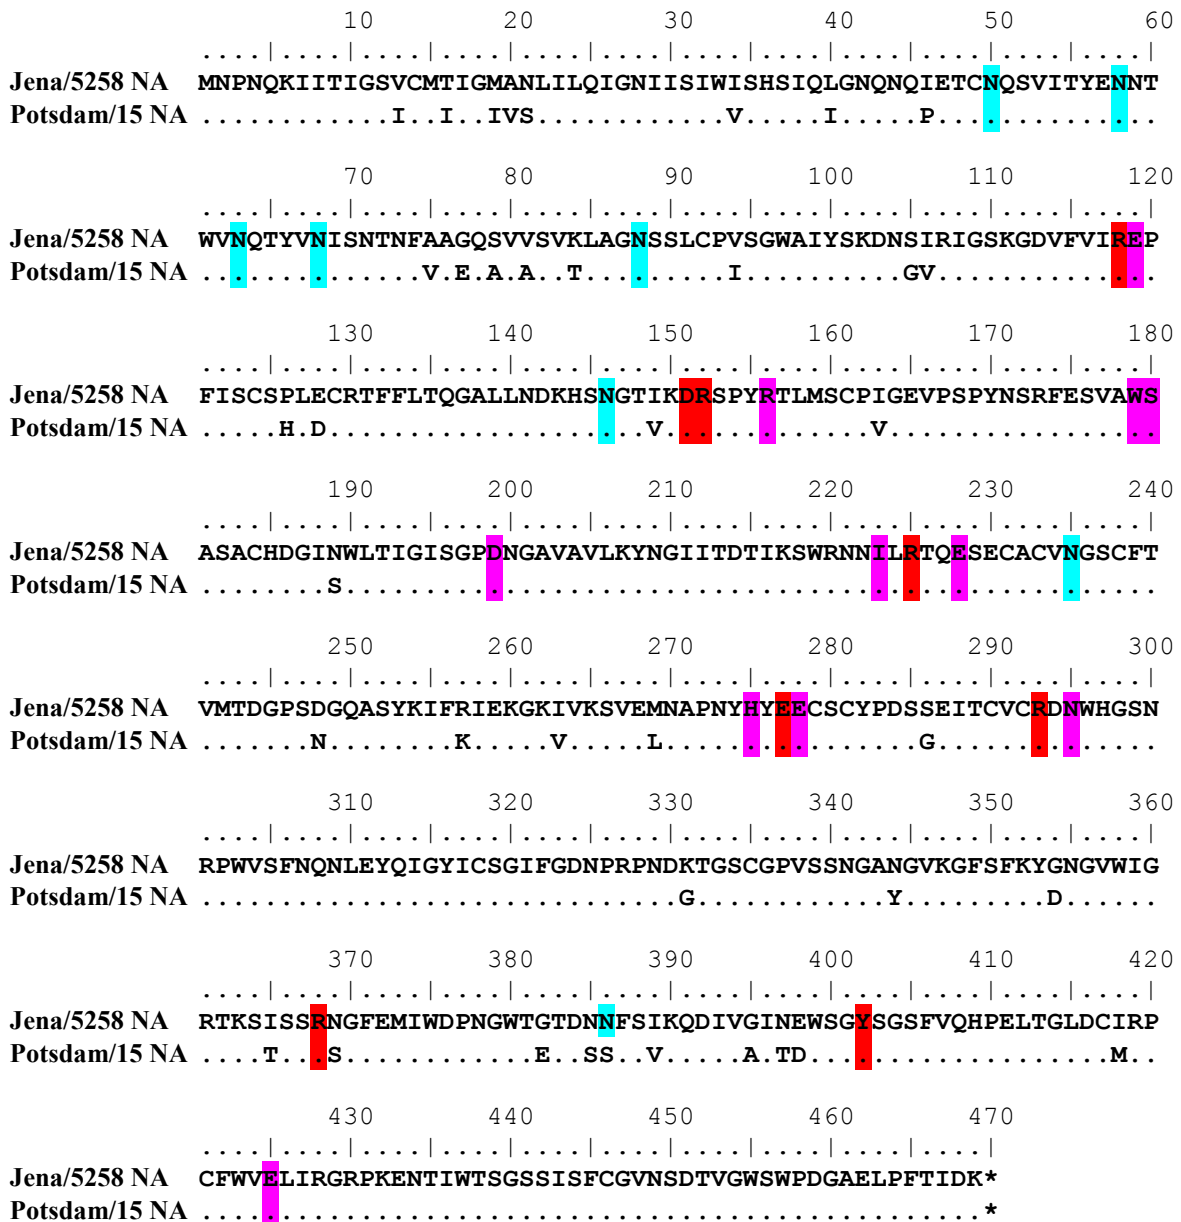 10 20 30 40 50 60
....|....|....|....|....|....|....|....|....|....|....|....|
Jena/5258 NA MNPNQKIITIGSVCMTIGMANLILQIGNIISIWISHSIQLGNQNQIETCNQSVITYENNT
Potsdam/15 NA ............I..I..IVS............V.....I.....P..............
70 80 90 100 110 120
....|....|....|....|....|....|....|....|....|....|....|....|
Jena/5258 NA WVNQTYVNISNTNFAAGQSVVSVKLAGNSSLCPVSGWAIYSKDNSIRIGSKGDVFVIREP
Potsdam/15 NA ..............V.E.A.A..T.........I..........GV..............
130 140 150 160 170 180
....|....|....|....|....|....|....|....|....|....|....|....|
Jena/5258 NA FISCSPLECRTFFLTQGALLNDKHSNGTIKDRSPYRTLMSCPIGEVPSPYNSRFESVAWS
Potsdam/15 NA .....H.D....................V.............V.................
190 200 210 220 230 240
....|....|....|....|....|....|....|....|....|....|....|....|
Jena/5258 NA ASACHDGINWLTIGISGPDNGAVAVLKYNGIITDTIKSWRNNILRTQESECACVNGSCFT
Potsdam/15 NA ........S...................................................
250 260 270 280 290 300
....|....|....|....|....|....|....|....|....|....|....|....|
Jena/5258 NA VMTDGPSDGQASYKIFRIEKGKIVKSVEMNAPNYHYEECSCYPDSSEITCVCRDNWHGSN
Potsdam/15 NA .......N........K.....V.....L................G..............
310 320 330 340 350 360
....|....|....|....|....|....|....|....|....|....|....|....|
Jena/5258 NA RPWVSFNQNLEYQIGYICSGIFGDNPRPNDKTGSCGPVSSNGANGVKGFSFKYGNGVWIG
Potsdam/15 NA ..............................G............Y.........D......
370 380 390 400 410 420
....|....|....|....|....|....|....|....|....|....|....|....|
Jena/5258 NA RTKSISSRNGFEMIWDPNGWTGTDNNFSIKQDIVGINEWSGYSGSFVQHPELTGLDCIRP
Potsdam/15 NA ....T...S............E..SS..V.....A.TD...................M..
430 440 450 460 470
....|....|....|....|....|....|....|....|....|....|
Jena/5258 NA CFWVELIRGRPKENTIWTSGSSISFCGVNSDTVGWSWPDGAELPFTIDK*
Potsdam/15 NA .................................................*